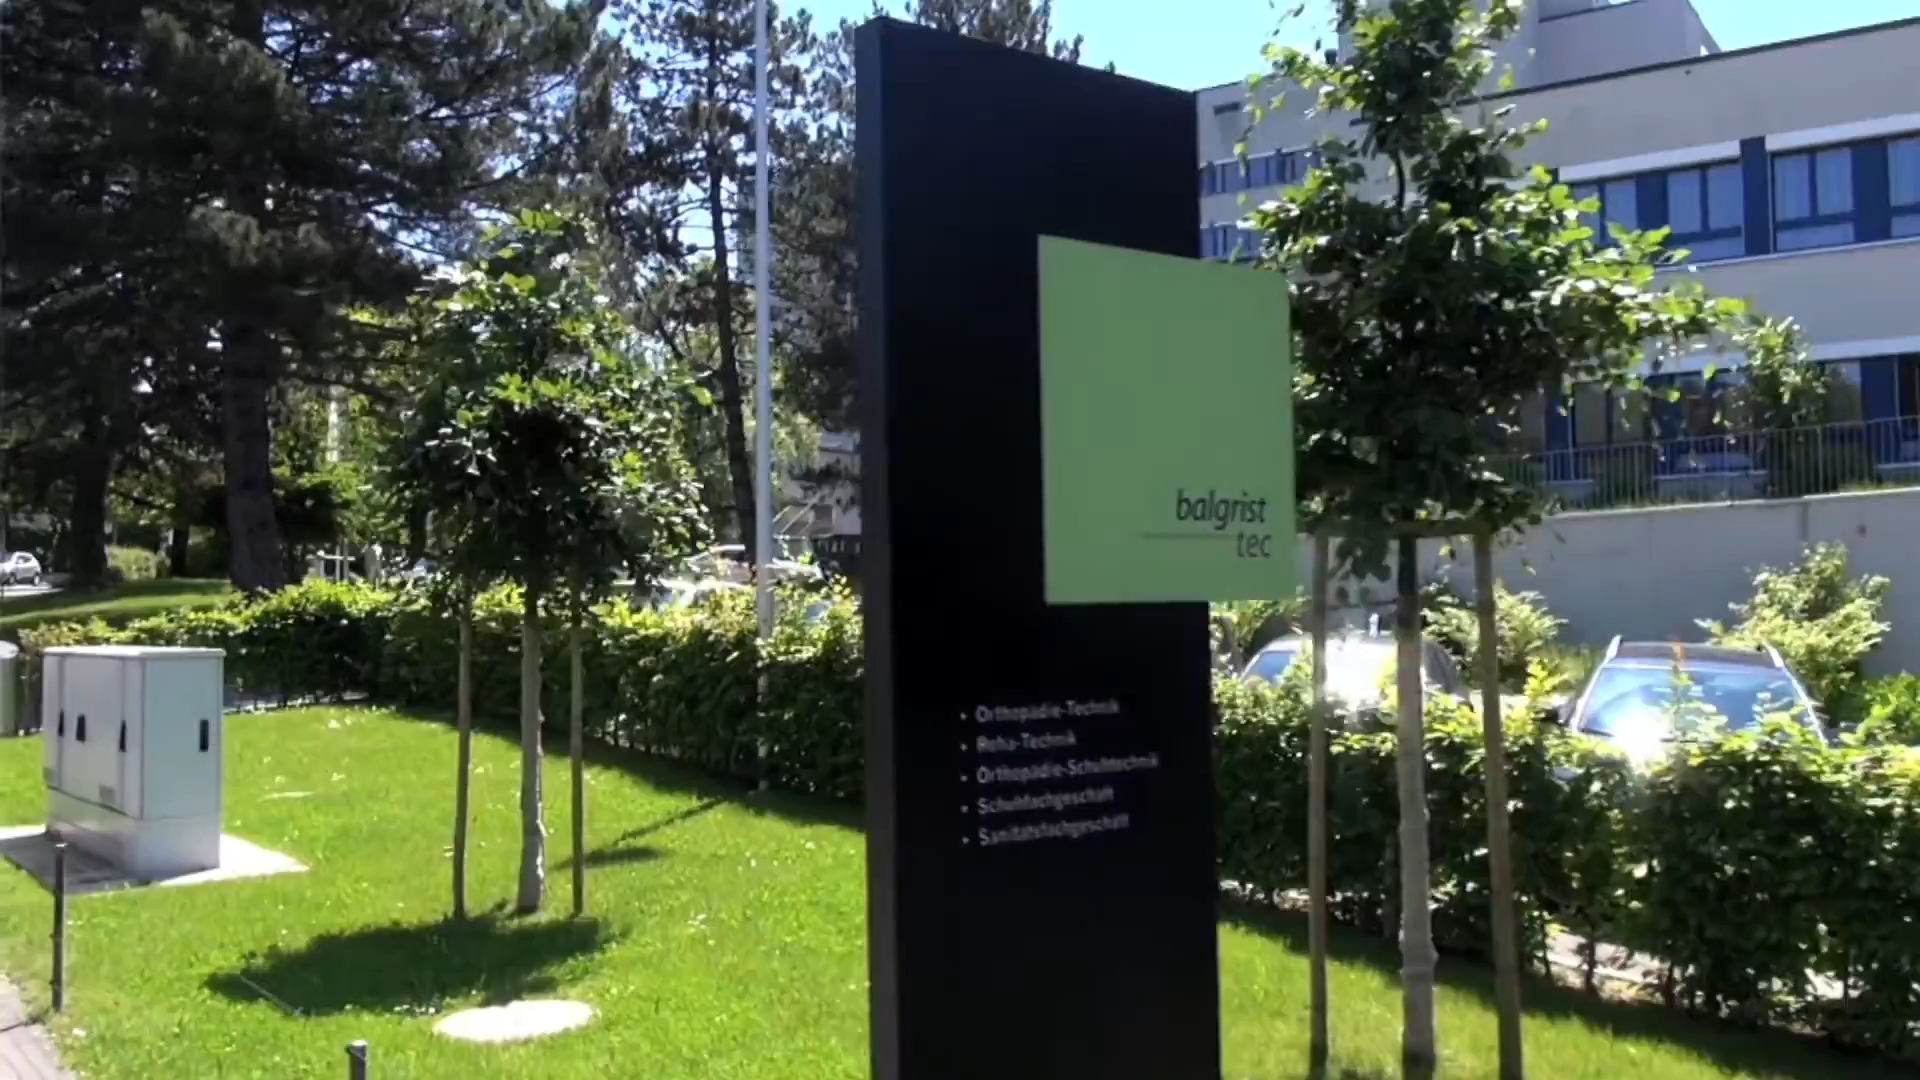 balgrist
tec
• Orthopädie-Technik
• Reha-Technik
• Orthopädie-Schuhtechnik
• Schuhfachgeschäft
• Sanitätsfachgeschäft